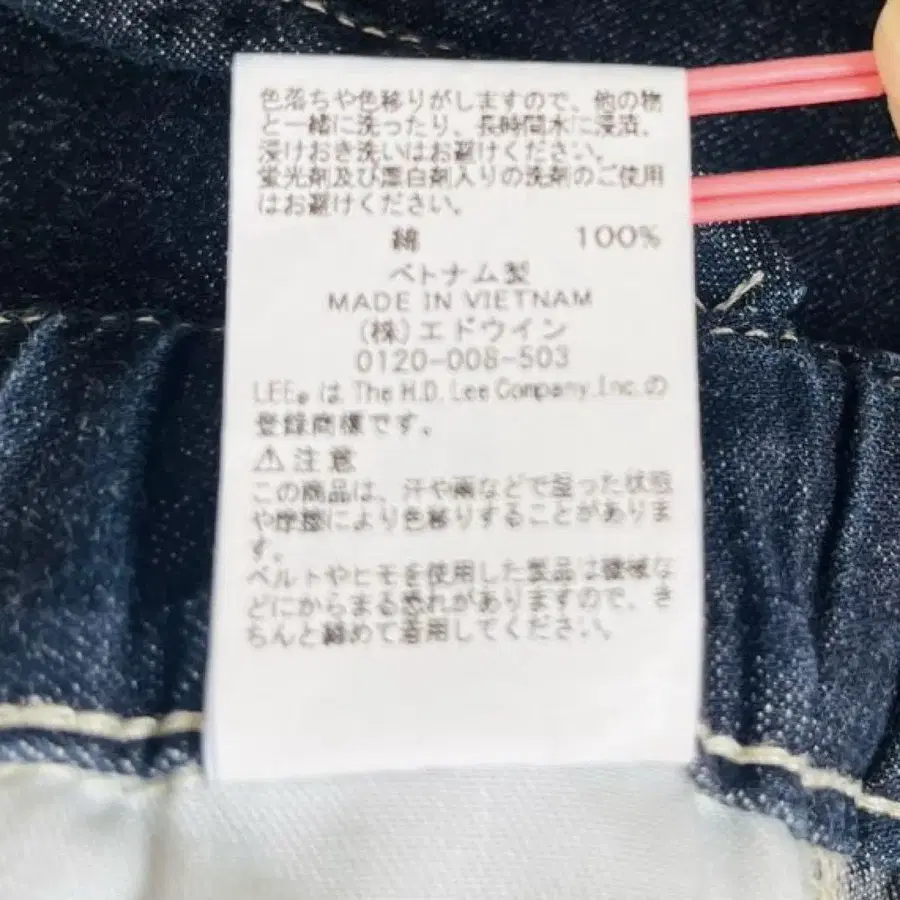 色落ちや色移りがしますので、他の物
と一緒に洗ったり、長時間水に浸漬、
浸けおき洗いはお避けください。
蛍光剤及び漂白剤入りの洗剤のご使用
はお避けください。
綿 100%
ベトナム製
MADE IN VIETNAM
(株)エドウイン
0120-008-503
LEE® は The H.D. Lee Company, Inc. の
登録商標です。
⚠注意
この商品は、汗や雨などで湿った状態
や摩擦により色移りすることがありま
す。
ベルトやヒモを使用した製品は機械な
どにからまる恐れがありますので、き
ちんと締めて着用してください。